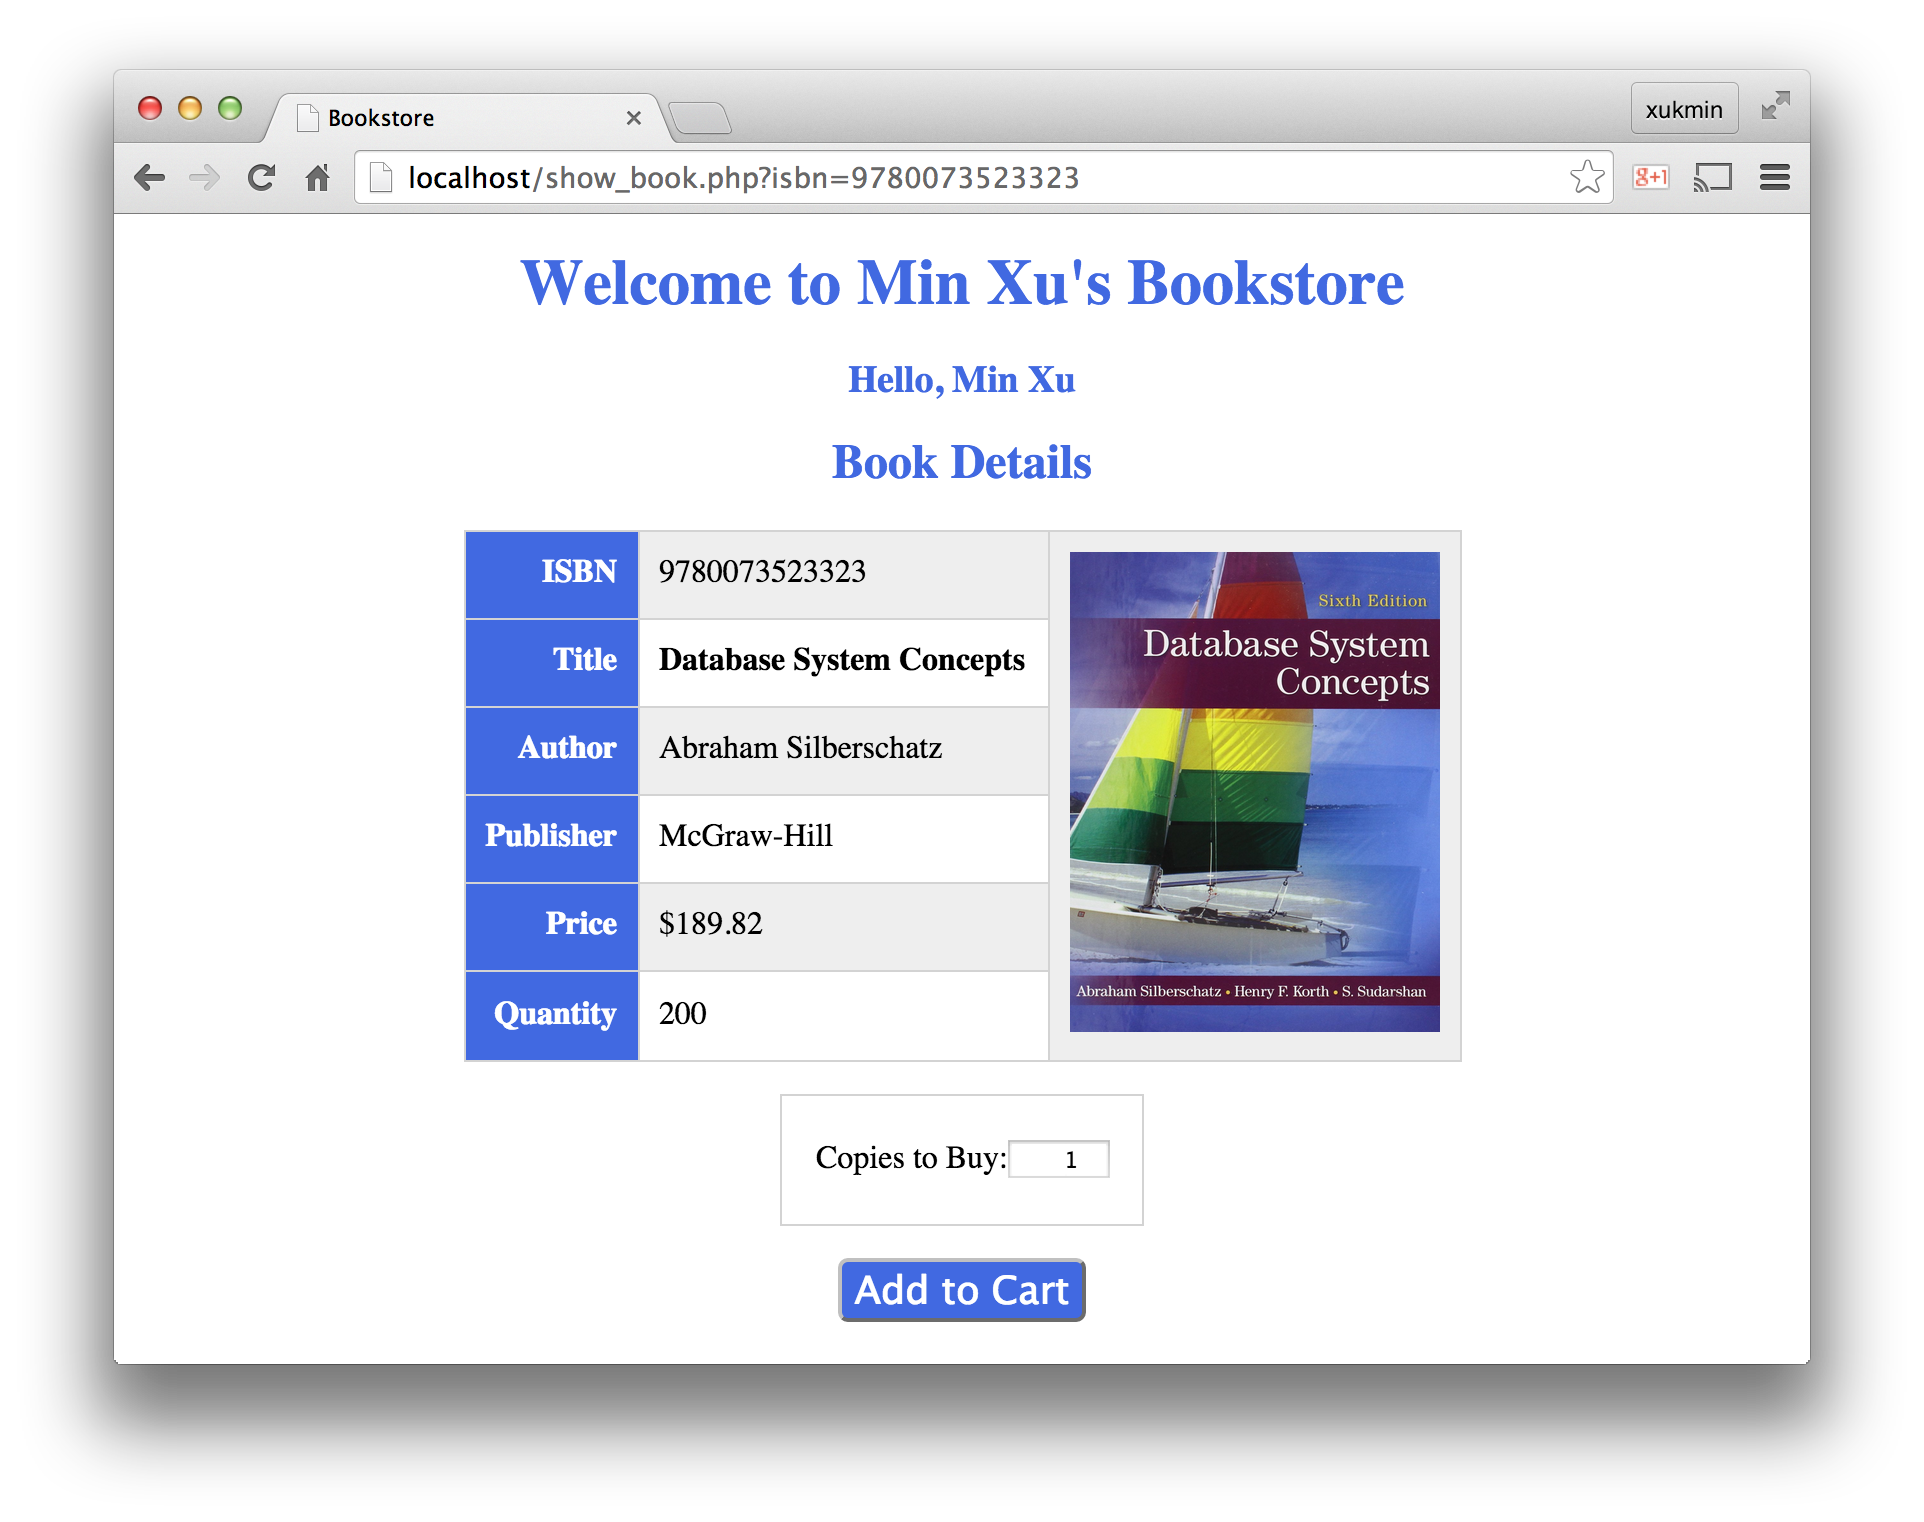 Bookstore
xukmin
localhost/show_book.php?isbn=9780073523323
g+1
Welcome to Min Xu's Bookstore
Hello, Min Xu
Book Details
ISBN 9780073523323
Title Database System Concepts
Author Abraham Silberschatz
Publisher McGraw-Hill
Price $189.82
Quantity 200
Sixth Edition
Database System
Concepts
Abraham Silberschatz • Henry F. Korth • S. Sudarshan
Copies to Buy: 1
Add to Cart